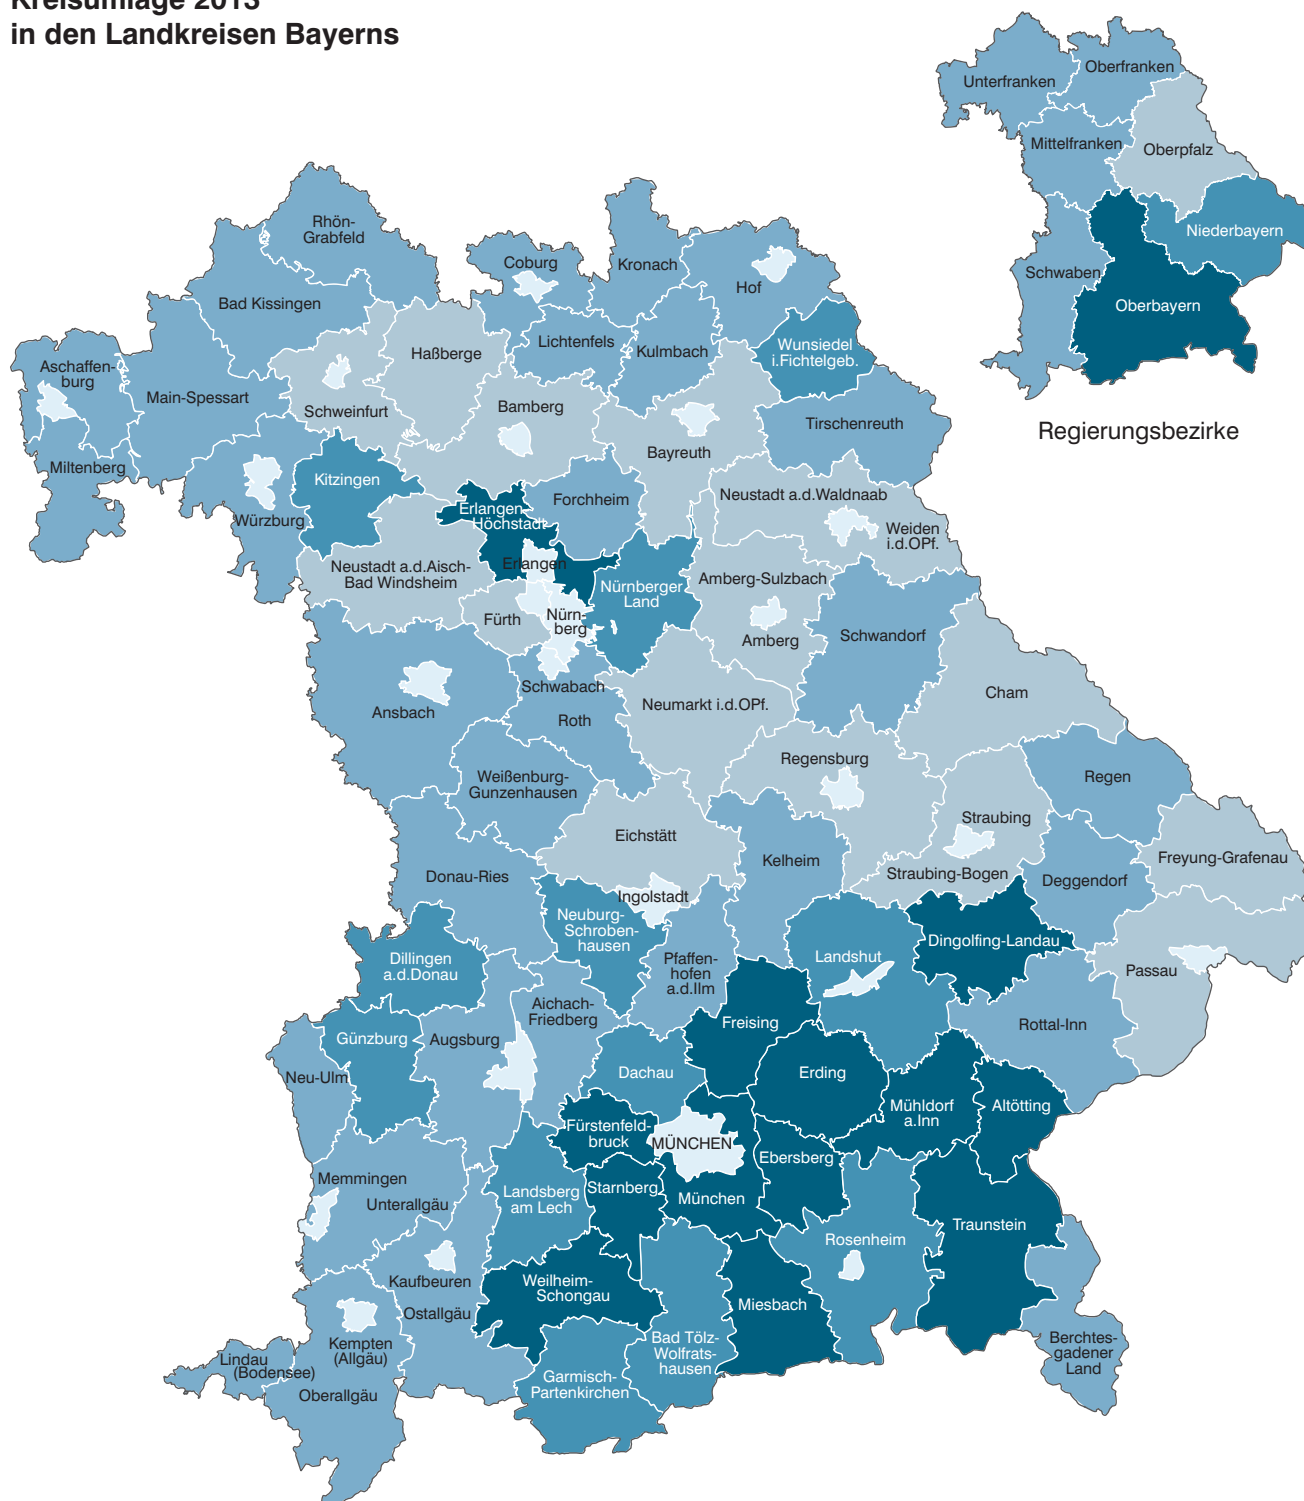 Kreisumlage 2013
in den Landkreisen Bayerns
Unterfranken
Oberfranken
Mittelfranken
Oberpfalz
Niederbayern
Schwaben
Oberbayern
Regierungsbezirke
Rhön-
Grabfeld
Coburg
Kronach
Hof
Bad Kissingen
Lichtenfels
Kulmbach
Wunsiedel
i.Fichtelgeb.
Haßberge
Aschaffen-
burg
Main-Spessart
Schweinfurt
Bamberg
Bayreuth
Tirschenreuth
Miltenberg
Kitzingen
Würzburg
Erlangen-
Höchstadt
Forchheim
Neustadt a.d.Waldnaab
Weiden
i.d.OPf.
Neustadt a.d.Aisch-
Bad Windsheim
Erlangen
Nürnberger
Land
Amberg-Sulzbach
Fürth
Nürn-
berg
Amberg
Schwandorf
Schwabach
Ansbach
Roth
Neumarkt i.d.OPf.
Cham
Weißenburg-
Gunzenhausen
Regensburg
Regen
Eichstätt
Straubing
Straubing-Bogen
Freyung-Grafenau
Donau-Ries
Kelheim
Deggendorf
Ingolstadt
Neuburg-
Schroben-
hausen
Dingolfing-Landau
Dillingen
a.d.Donau
Pfaffen-
hofen
a.d.Ilm
Landshut
Passau
Aichach-
Friedberg
Freising
Rottal-Inn
Günzburg
Augsburg
Neu-Ulm
Dachau
Erding
Mühldorf
a.Inn
Altötting
Fürstenfeld-
bruck
MÜNCHEN
Ebersberg
Memmingen
Unterallgäu
Landsberg
am Lech
Starnberg
München
Traunstein
Rosenheim
Kaufbeuren
Ostallgäu
Weilheim-
Schongau
Miesbach
Kempten
(Allgäu)
Bad Tölz-
Wolfrats-
hausen
Berchtes-
gadener
Land
Lindau
(Bodensee)
Oberallgäu
Garmisch-
Partenkirchen